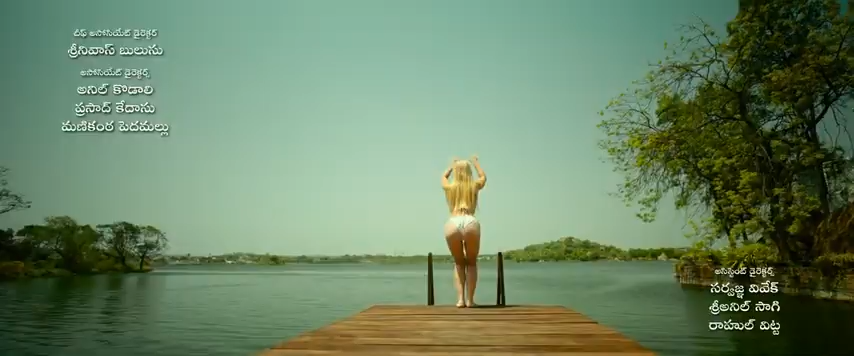 చీఫ్ అసోసియేట్ డైరెక్టర్
శ్రీనివాస్ బులుసు
అసోసియేట్ డైరెక్టర్స్
అనిల్ కొడాలి
ప్రసాద్ కేదాసు
మణికంఠ పెదమల్లు
అసిస్టెంట్ డైరెక్టర్స్
సర్వజ్ఞ వివేక్
శ్రీఅనిల్ సాగి
రాహుల్ విట్ట